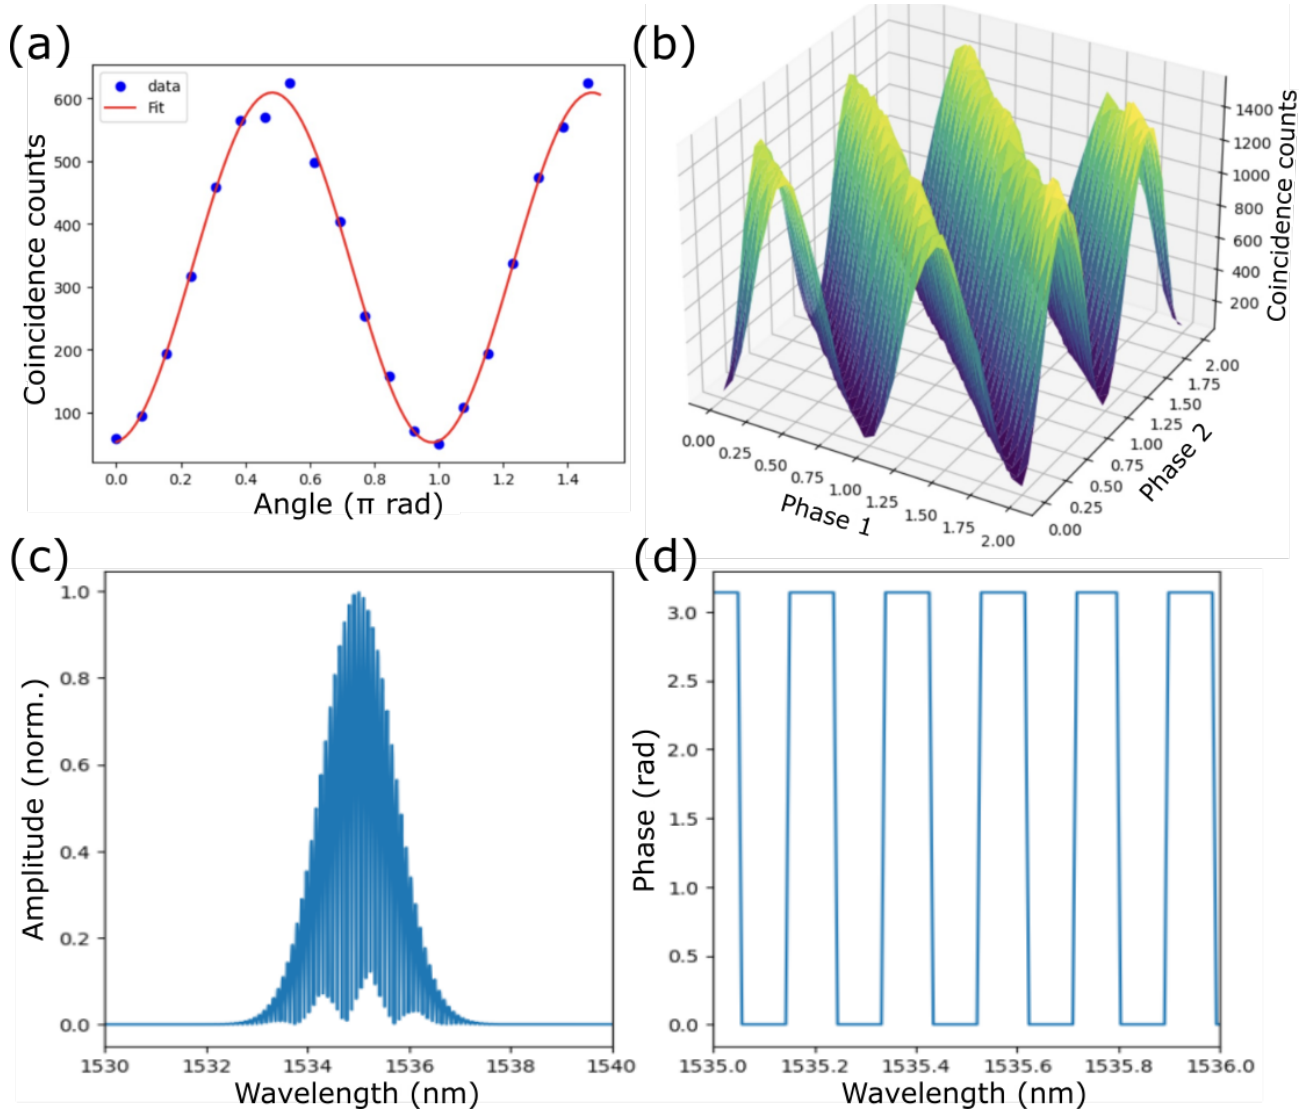 (a)
data
Fit
600
500
400
300
200
100
Coincidence counts
0.0 0.2 0.4 0.6 0.8 1.0 1.2 1.4
Angle (π rad)
(b)
1400
1200
1000
800
600
400
200
Coincidence counts
0.00 0.25 0.50 0.75 1.00 1.25 1.50 1.75 2.00
Phase 1
0.00 0.25 0.50 0.75 1.00 1.25 1.50 1.75 2.00
Phase 2
(c)
1.0
0.8
0.6
0.4
0.2
0.0
Amplitude (norm.)
1530 1532 1534 1536 1538 1540
Wavelength (nm)
(d)
3.0
2.5
2.0
1.5
1.0
0.5
0.0
Phase (rad)
1535.0 1535.2 1535.4 1535.6 1535.8 1536.0
Wavelength (nm)